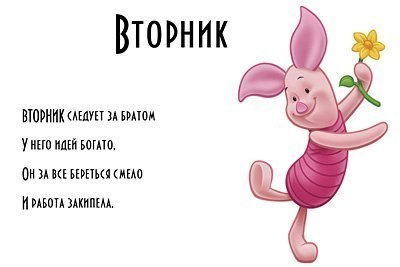 Вторник
вторник следует за братом
У него идей богато,
Он за все береться смело
И работа закипела.